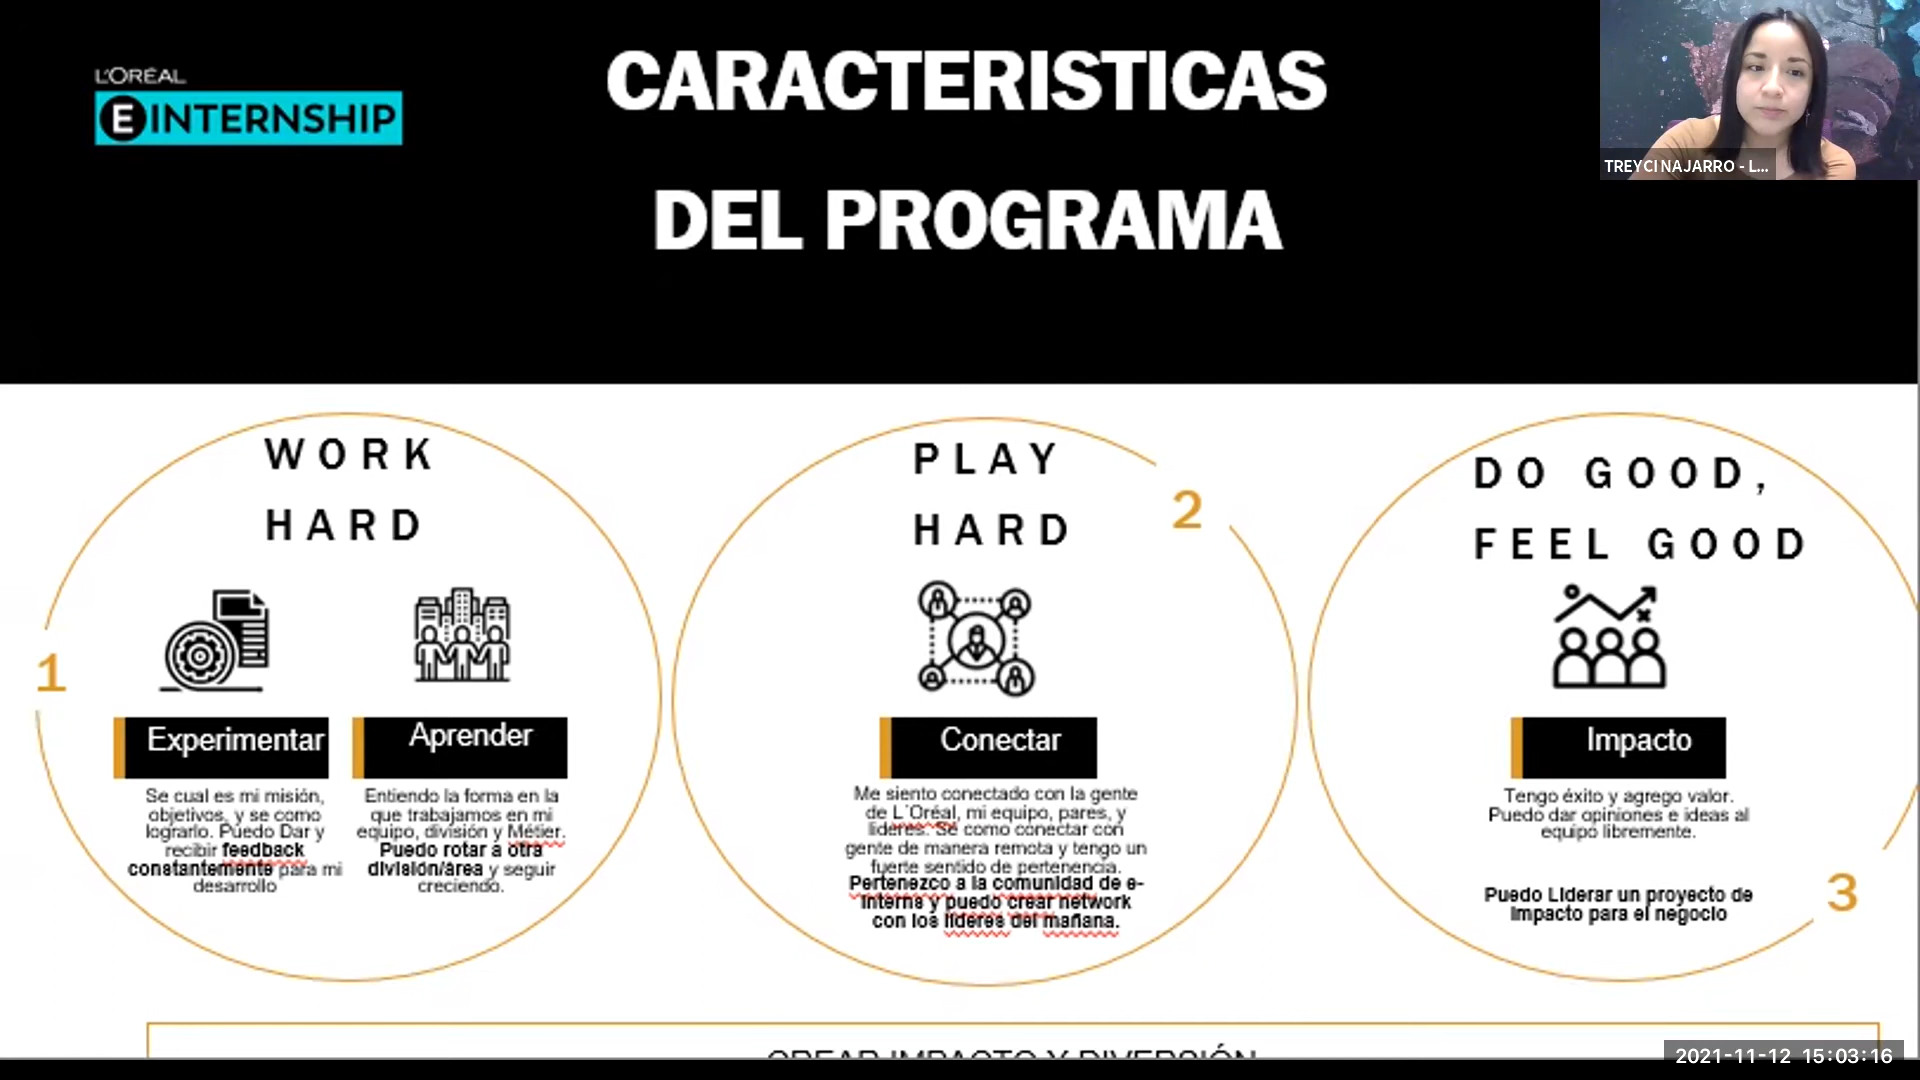 L'ORÉAL
E INTERNSHIP
CARACTERISTICAS
DEL PROGRAMA
TREYCI NAJARRO - L...
WORK
HARD
1
Experimentar
Se cual es mi misión,
objetivos, y se como
lograrlo. Puedo Dar y
recibir feedback
constantemente para mi
desarrollo
Aprender
Entiendo la forma en la
que trabajamos en mi
equipo, división y Métier.
Puedo rotar a otra
división/área y seguir
creciendo.
PLAY
HARD
2
Conectar
Me siento conectado con la gente
de L´Oréal, mi equipo, pares, y
lideres. Se como conectar con
gente de manera remota y tengo un
fuerte sentido de pertenencia.
Pertenezco a la comunidad de e-
interns y puedo crear network
con los lideres del mañana.
DO GOOD,
FEEL GOOD
Impacto
Tengo éxito y agrego valor.
Puedo dar opiniones e ideas al
equipo libremente.
Puedo Liderar un proyecto de
impacto para el negocio
3
CREAR IMPACTO Y DIVERSIÓN
2021-11-12 15:03:16